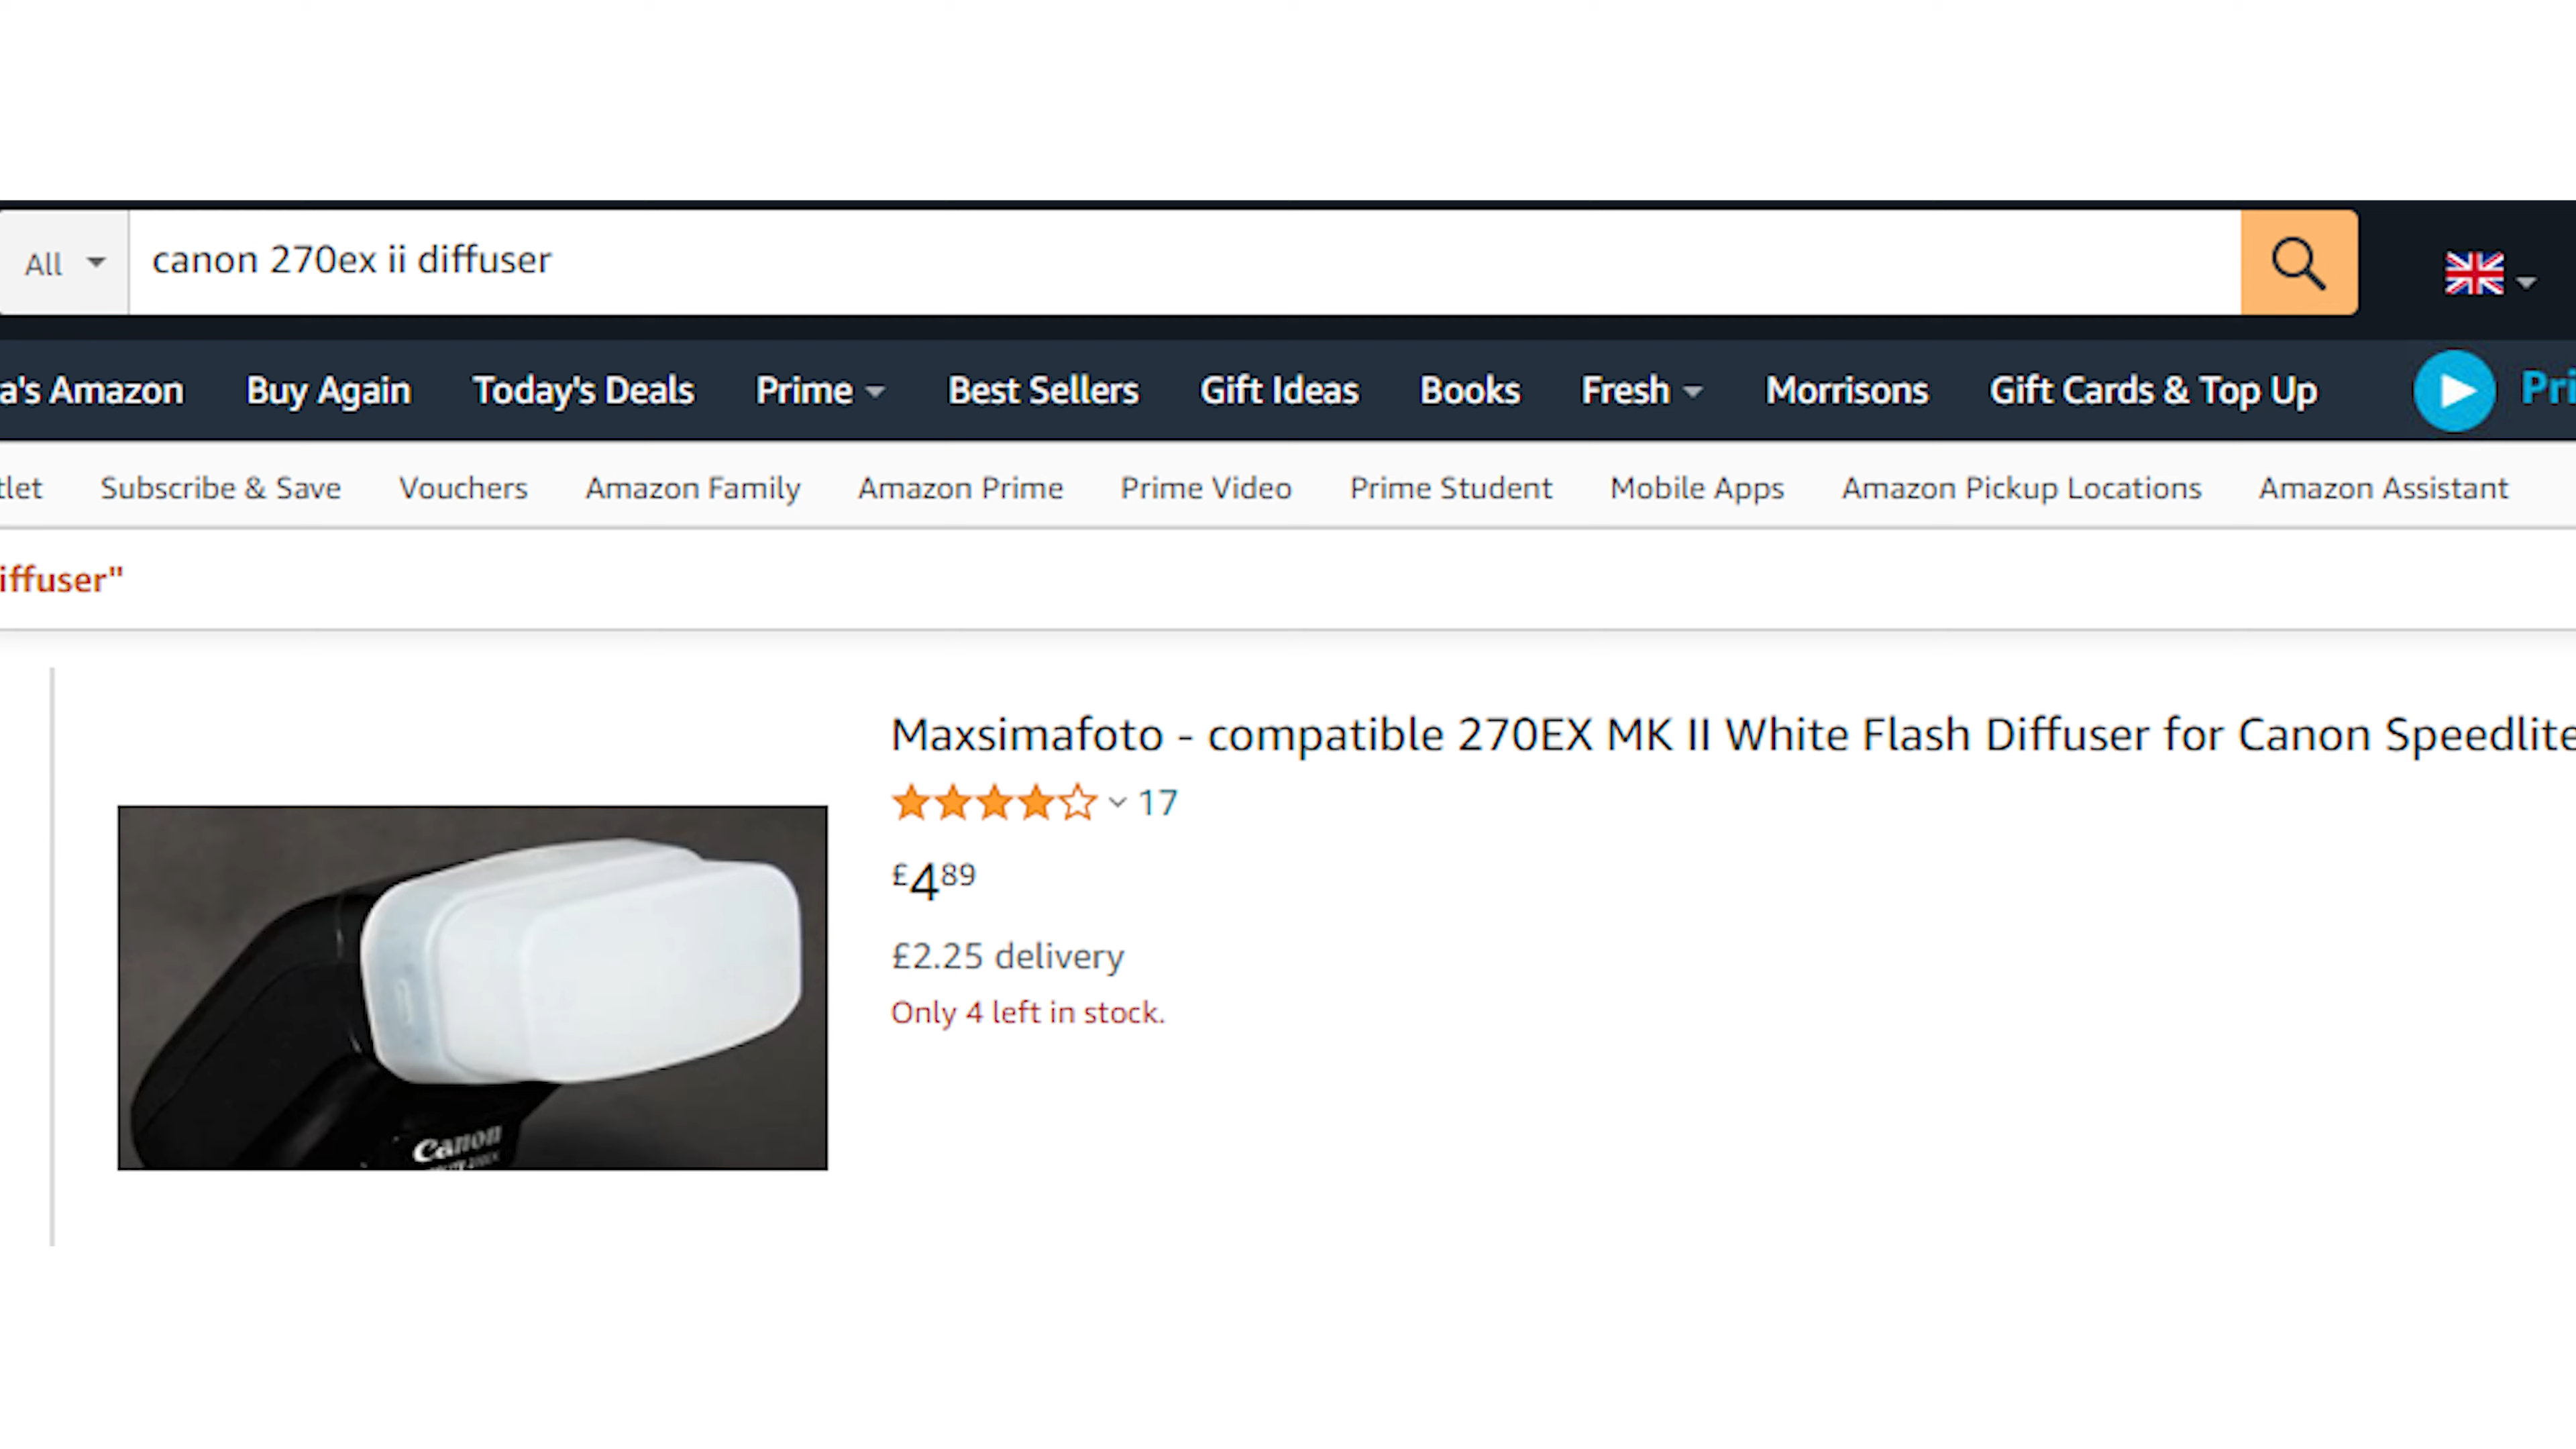 All
canon 270ex ii diffuser
a's Amazon Buy Again Today's Deals Prime Best Sellers Gift Ideas Books Fresh Morrisons Gift Cards & Top Up Pri
tlet Subscribe & Save Vouchers Amazon Family Amazon Prime Prime Video Prime Student Mobile Apps Amazon Pickup Locations Amazon Assistant
iffuser"
Maxsimafoto - compatible 270EX MK II White Flash Diffuser for Canon Speedlite
17
£4 89
£2.25 delivery
Only 4 left in stock.
Canon